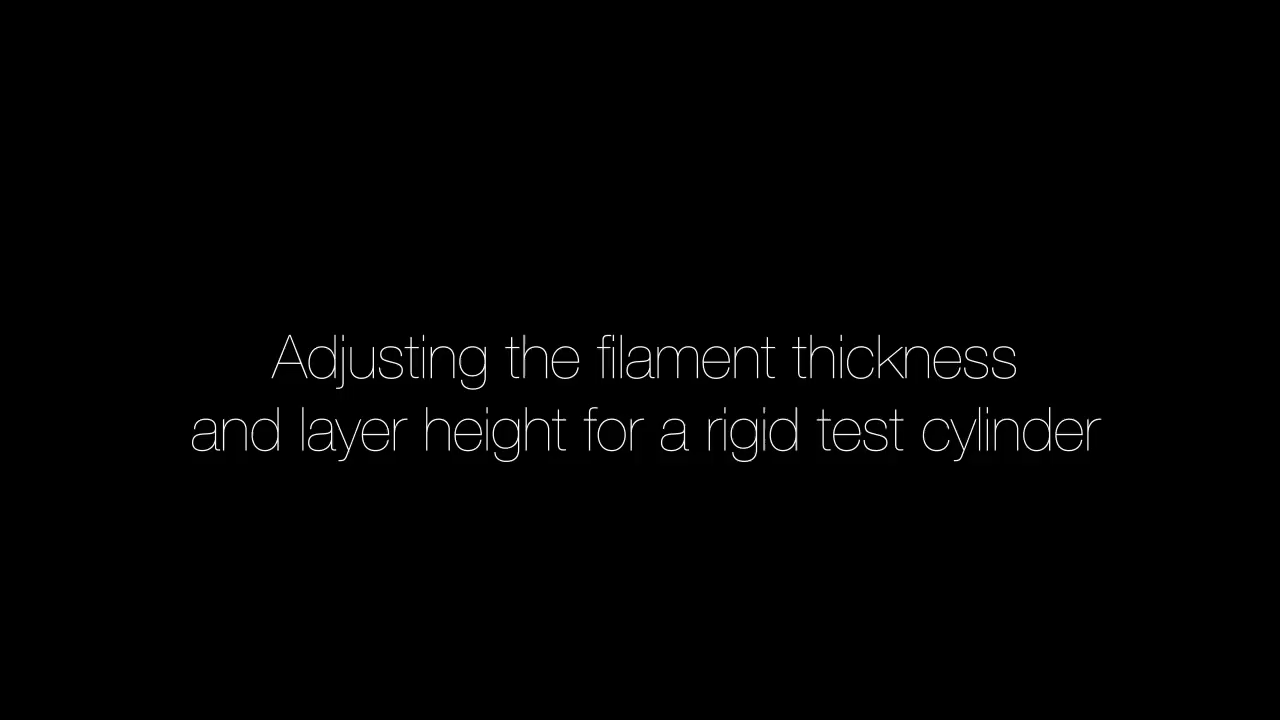 Adjusting the filament thickness
and layer height for a rigid test cylinder